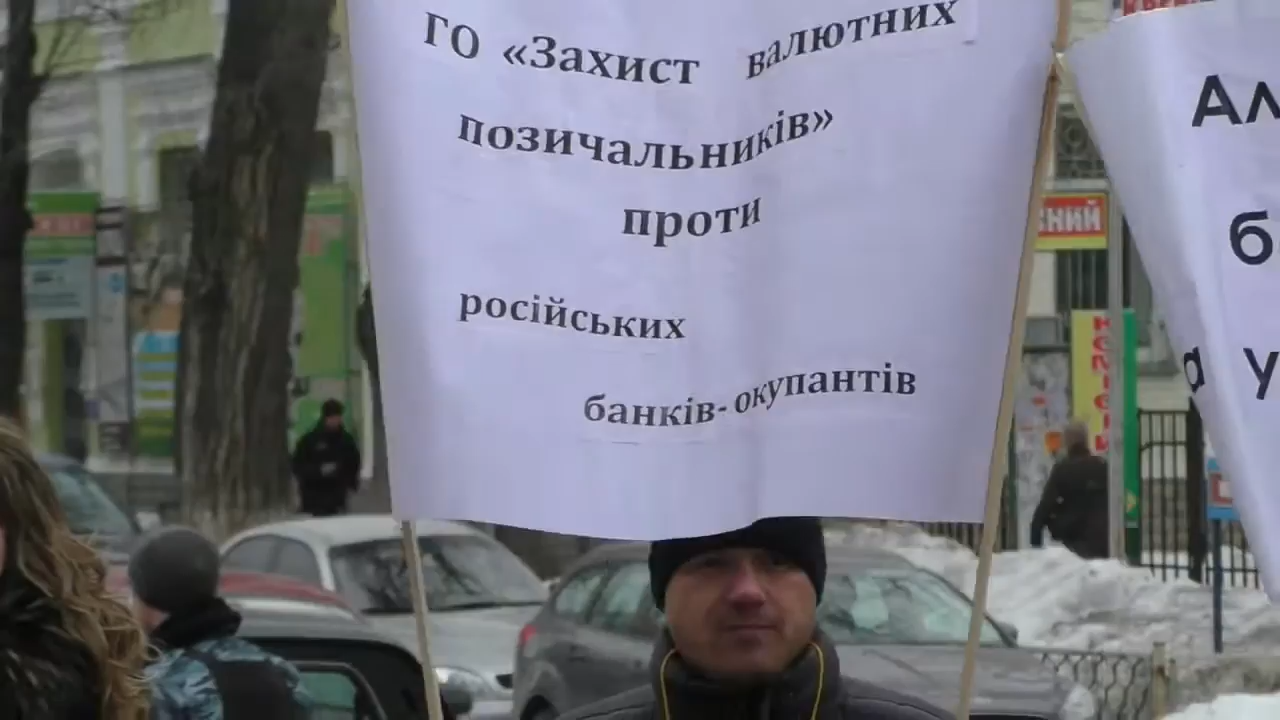 ГО «Захист валютних
позичальників»
проти
російських
банків-окупантів